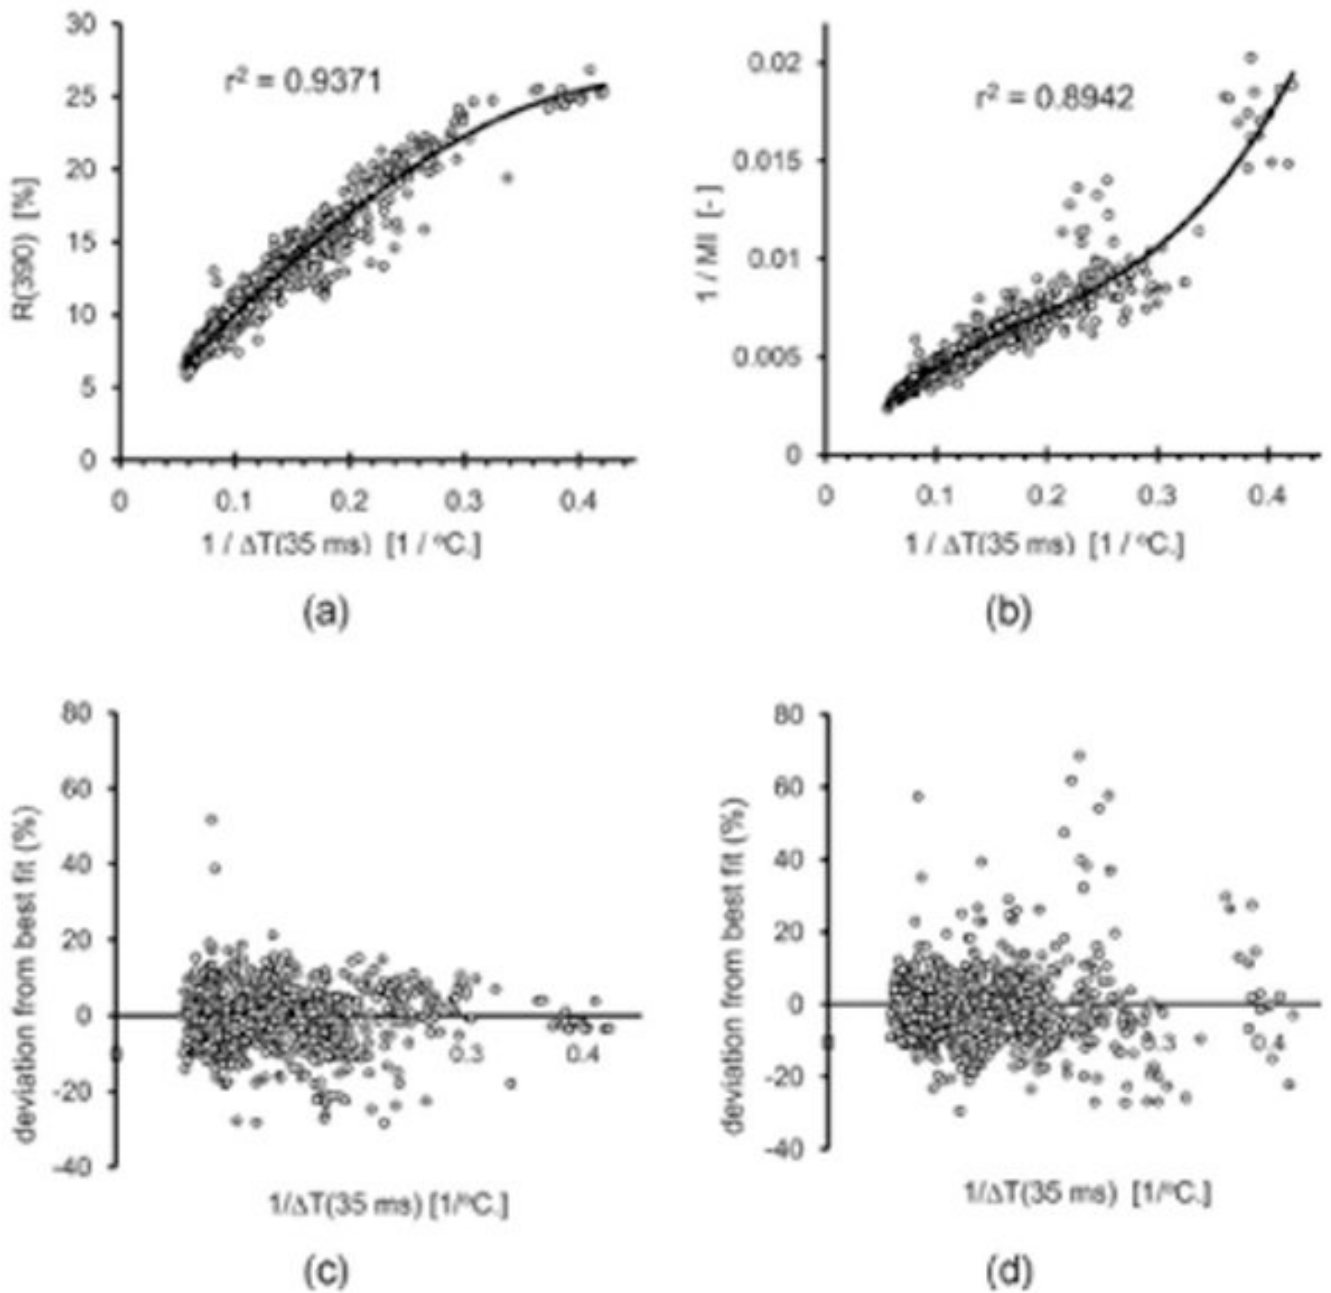 30
25
20
15
10
5
0
R(390) [%]
r² = 0.9371
0 0.1 0.2 0.3 0.4
1 / ΔT(35 ms) [1 / °C.]
(a)
0.02
0.015
0.01
0.005
0
1 / MI [-]
r² = 0.8942
0 0.1 0.2 0.3 0.4
1 / ΔT(35 ms) [1 / °C.]
(b)
80
60
40
20
0
-20
-40
deviation from best fit (%)
0 0.3 0.4
1/ΔT(35 ms) [1/°C.]
(c)
80
60
40
20
0
-20
-40
deviation from best fit (%)
0 0.3 0.4
1/ΔT(35 ms) [1/°C.]
(d)